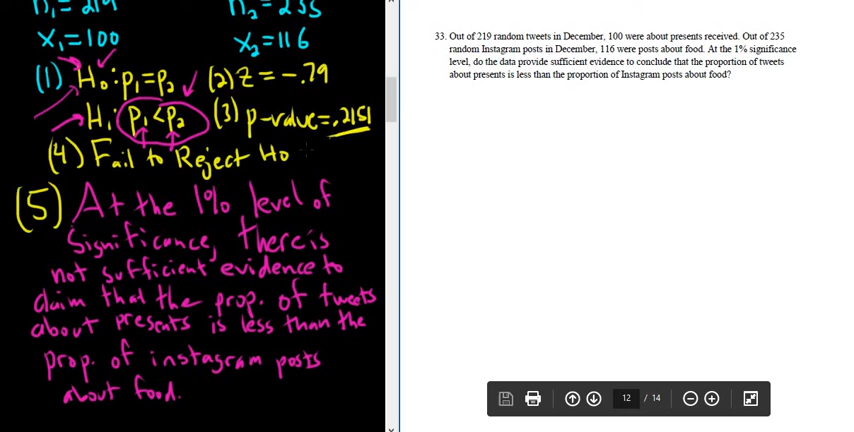 n₁=219 n₂=235
x₁=100 x₂=116
(1) H₀:p₁=p₂ (2) Z=-.79
H₁ p₁<p₂ (3) p-value=.2151
(4) Fail to Reject Ho
(5) At the 1% level of
significance, there is
not sufficient evidence to
claim that the prop. of tweets
about presents is less than the
prop. of instagram posts
about food.
33. Out of 219 random tweets in December, 100 were about presents received. Out of 235
random Instagram posts in December, 116 were posts about food. At the 1% significance
level, do the data provide sufficient evidence to conclude that the proportion of tweets
about presents is less than the proportion of Instagram posts about food?
12 / 14